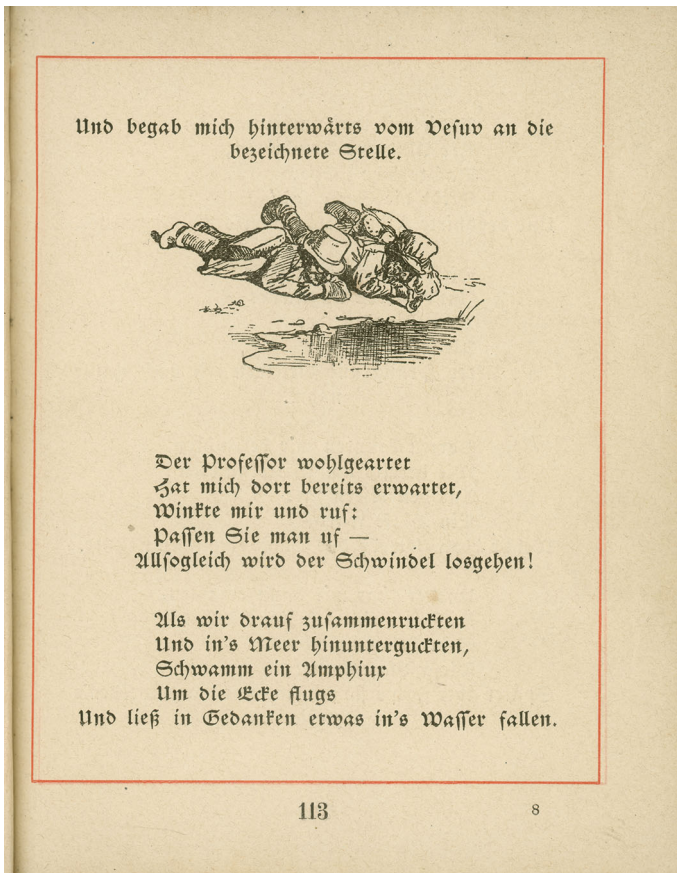 Und begab mich hinterwärts vom Vesuv an die
bezeichnete Stelle.
Der Professor wohlgeartet
Hat mich dort bereits erwartet,
Winkte mir und ruf:
Passen Sie man uf —
Allsogleich wird der Schwindel losgehen!
Als wir drauf zusammenruckten
Und in's Meer hinunterguckten,
Schwamm ein Amphiux
Um die Ecke flugs
Und ließ in Gedanken etwas in's Wasser fallen.
113
8